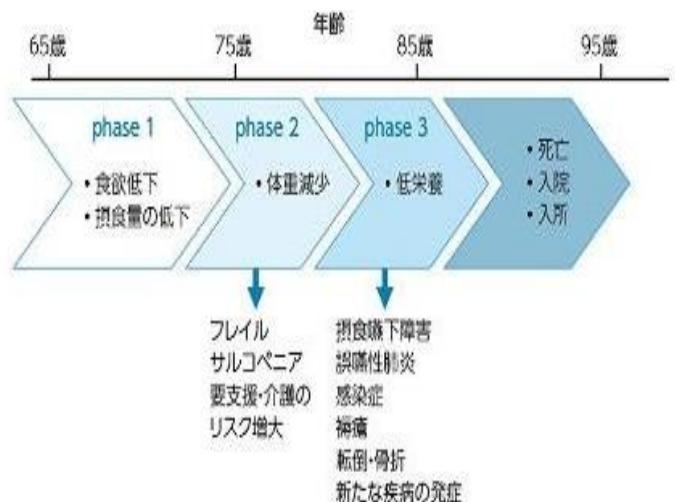 年齢
65歳 75歳 85歳 95歳
phase 1
• 食欲低下
• 摂食量の低下
phase 2
• 体重減少
phase 3
• 低栄養
• 死亡
• 入院
• 入所
フレイル
サルコペニア
要支援・介護の
リスク増大
摂食嚥下障害
誤嚥性肺炎
感染症
褥瘡
転倒・骨折
新たな疾病の発症